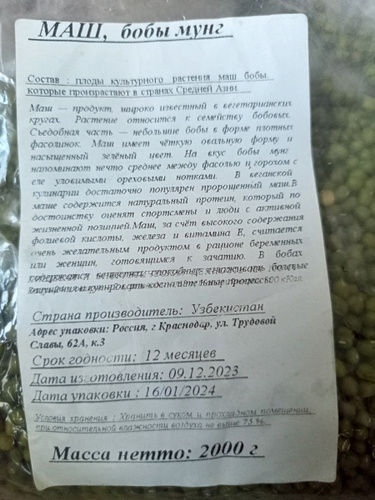 МАШ, бобы мунг
Состав : плоды культурного растения маш бобы,
которые произрастают в странах Средней Азии.
Маш — продукт, широко известный в вегетарианских
кругах. Растение относится к семейству бобовых.
Съедобная часть — небольшие бобы в форме плотных
фасолинок. Маш имеет чёткую овальную форму и
насыщенный зелёный цвет. На вкус бобы мунг
напоминают нечто среднее между фасолью и горохом с
еле уловимыми ореховыми нотками. В веганской
кулинарии достаточно популярен пророщенный маш.В
маше содержится натуральный протеин, который по
достоинству оценят спортсмены и люди с активной
жизненной позицией.Маш, за счёт высокого содержания
фолиевой кислоты, железа и витамина Е, считается
очень желательным продуктом в рационе беременных
или женщин, готовящихся к зачатию. В бобах
содержатся вещества, способные болевые
Страна производитель: Узбекистан
Адрес упаковки: Россия, г Краснодар, ул. Трудовой
Славы, 62А, к.3
Срок годности: 12 месяцев
Дата изготовления: 09.12.2023
Дата упаковки : 16/01/2024
Условия хранения : Хранить в сухом и прохладном помещении,
при относительной влажности воздуха не выше 75 %.
Масса нетто: 2000 г